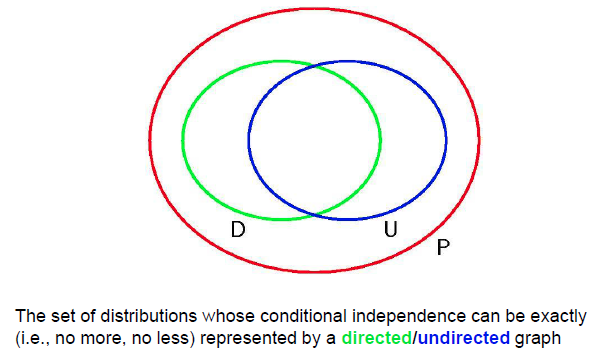 D
U
P
The set of distributions whose conditional independence can be exactly
(i.e., no more, no less) represented by a directed/undirected graph